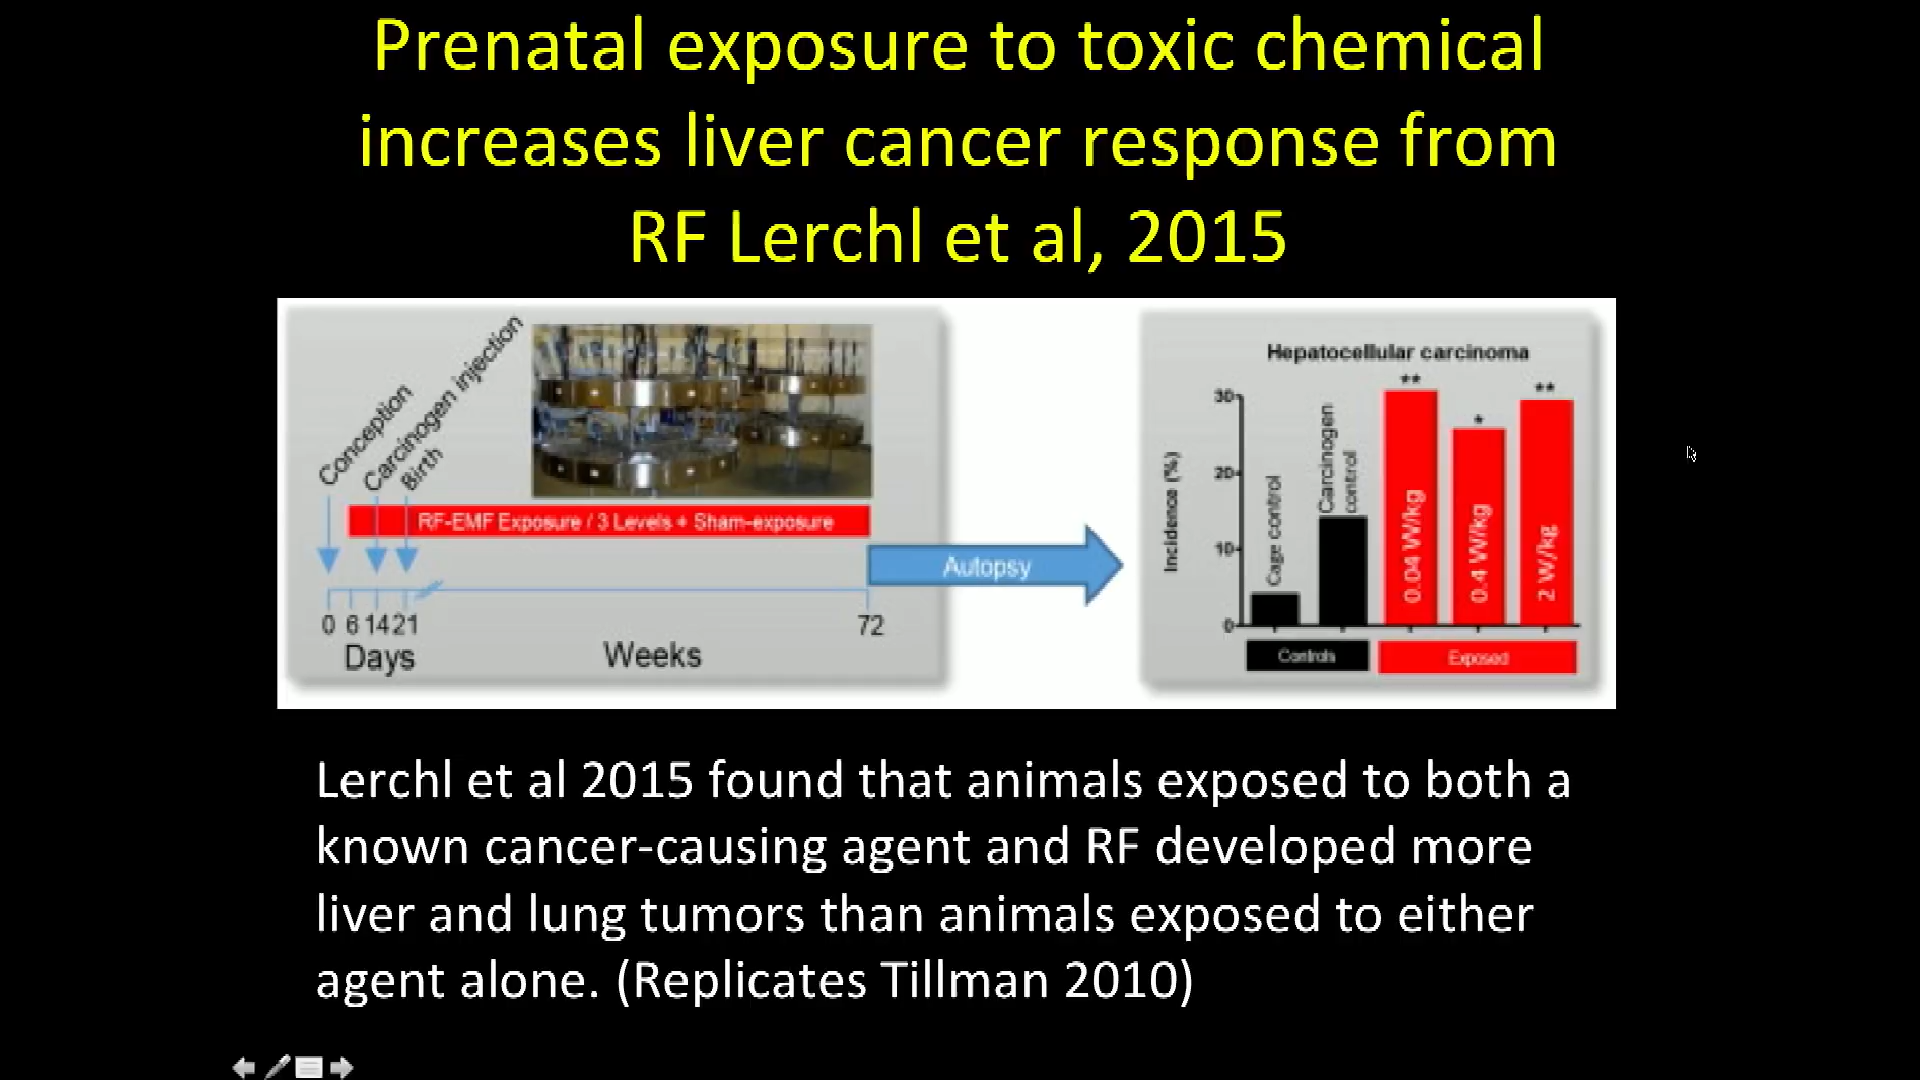 Prenatal exposure to toxic chemical
increases liver cancer response from
RF Lerchl et al, 2015
Conception
Carcinogen injection
Birth
RF-EMF Exposure / 3 Levels + Sham-exposure
0 6 14 21
72
Days
Weeks
Autopsy
Hepatocellular carcinoma
Incidence (%)
30
20
10
0
Cage control
Carcinogen
control
**
0.04 W/kg
*
0.4 W/kg
**
2 W/kg
Controls
Exposed
Lerchl et al 2015 found that animals exposed to both a
known cancer-causing agent and RF developed more
liver and lung tumors than animals exposed to either
agent alone. (Replicates Tillman 2010)